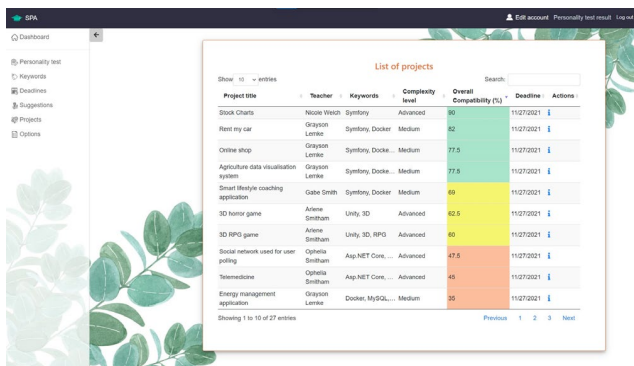 SPA
Edit account Personality test result Log out
Dashboard
Personality test
Keywords
Deadlines
Suggestions
Projects
Options
List of projects
Show 10 entries
Search:
Project title Teacher Keywords Complexity level Overall Compatibility (%) Deadline Actions
Stock Charts Nicole Welch Symfony Advanced 90 11/27/2021
Rent my car Grayson Lemke Symfony, Docker Medium 82 11/27/2021
Online shop Grayson Lemke Symfony, Docke... Medium 77.5 11/27/2021
Agriculture data visualisation system Grayson Lemke Symfony, Docke... Medium 77.5 11/27/2021
Smart lifestyle coaching application Gabe Smith Symfony, Docker Medium 69 11/27/2021
3D horror game Arlene Smitham Unity, 3D Advanced 62.5 11/27/2021
3D RPG game Arlene Smitham Unity, 3D, RPG Advanced 60 11/27/2021
Social network used for user polling Ophelia Smitham Asp.NET Core, ... Advanced 47.5 11/27/2021
Telemedicine Ophelia Smitham Asp.NET Core, ... Advanced 45 11/27/2021
Energy management application Grayson Lemke Docker, MySQL,... Medium 35 11/27/2021
Showing 1 to 10 of 27 entries
Previous 1 2 3 Next